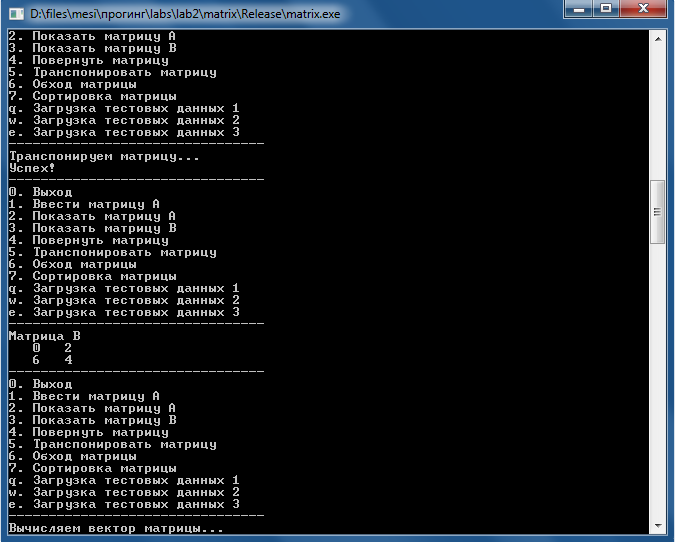 D:\files\mesi\прогинг\labs\lab2\matrix\Release\matrix.exe
2. Показать матрицу A
3. Показать матрицу B
4. Повернуть матрицу
5. Транспонировать матрицу
6. Обход матрицы
7. Сортировка матрицы
q. Загрузка тестовых данных 1
w. Загрузка тестовых данных 2
e. Загрузка тестовых данных 3
--------------------------------
Транспонируем матрицу...
Успех!
--------------------------------
0. Выход
1. Ввести матрицу A
2. Показать матрицу A
3. Показать матрицу B
4. Повернуть матрицу
5. Транспонировать матрицу
6. Обход матрицы
7. Сортировка матрицы
q. Загрузка тестовых данных 1
w. Загрузка тестовых данных 2
e. Загрузка тестовых данных 3
--------------------------------
Матрица B
0 2
6 4
--------------------------------
0. Выход
1. Ввести матрицу A
2. Показать матрицу A
3. Показать матрицу B
4. Повернуть матрицу
5. Транспонировать матрицу
6. Обход матрицы
7. Сортировка матрицы
q. Загрузка тестовых данных 1
w. Загрузка тестовых данных 2
e. Загрузка тестовых данных 3
--------------------------------
Вычисляем вектор матрицы...